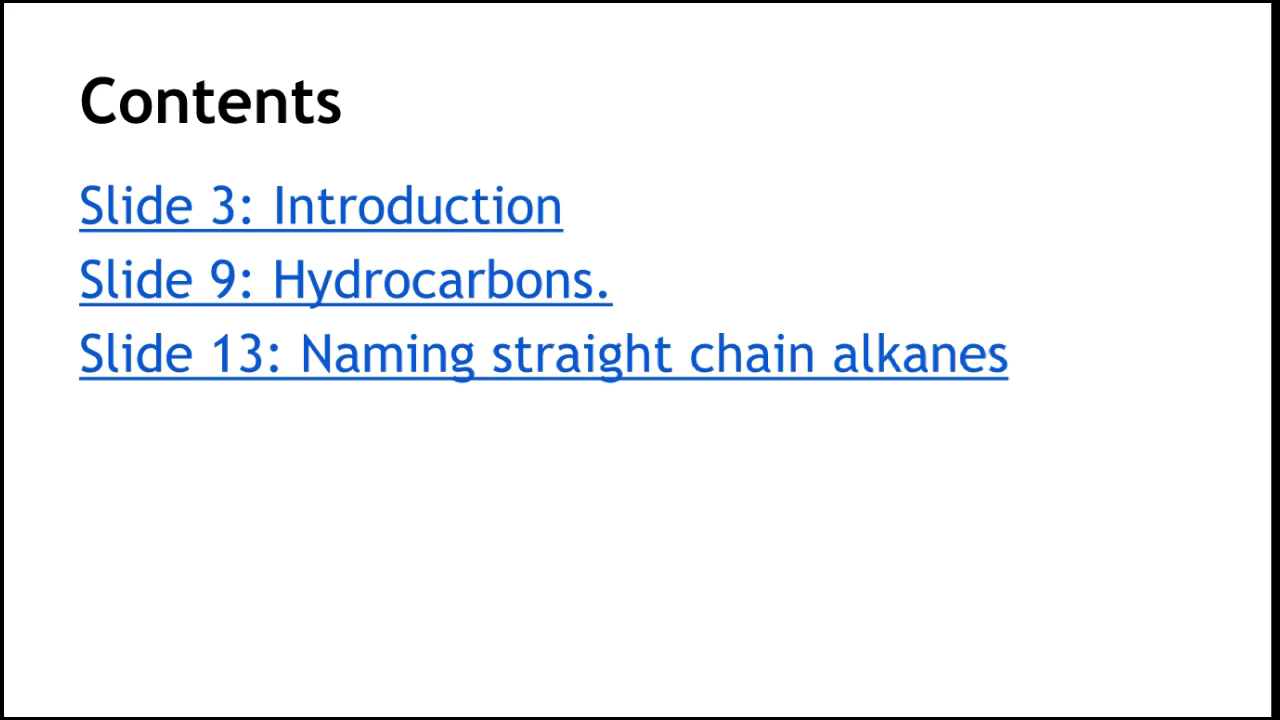 Contents
Slide 3: Introduction
Slide 9: Hydrocarbons.
Slide 13: Naming straight chain alkanes